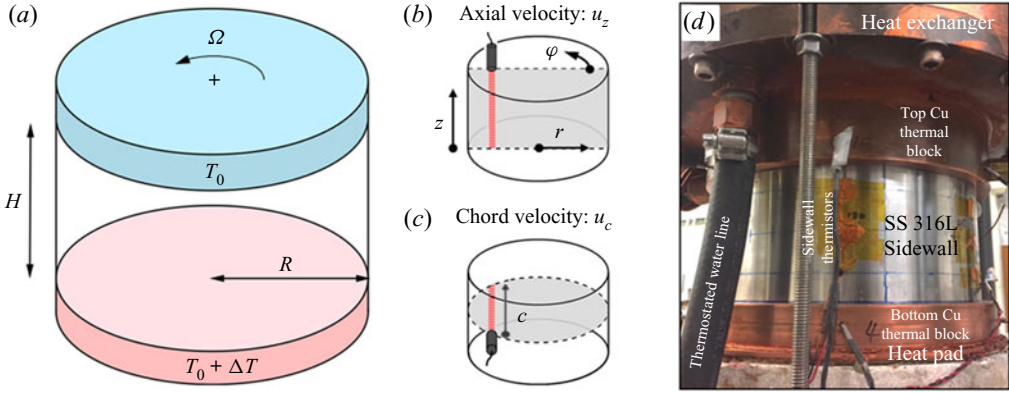 (a)
Ω
+
T0
H
R
T0 + ΔT
(b) Axial velocity: uz
φ
z
r
(c) Chord velocity: uc
c
(d)
Heat exchanger
Top Cu
thermal
block
Thermostated water line
Sidewall
thermistors
SS 316L
Sidewall
Bottom Cu
thermal block
Heat pad